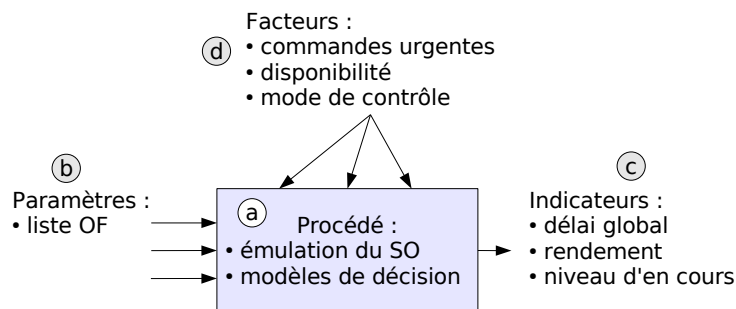 Facteurs :
d
• commandes urgentes
• disponibilité
• mode de contrôle
b
Paramètres :
• liste OF
a
Procédé :
• émulation du SO
• modèles de décision
c
Indicateurs :
• délai global
• rendement
• niveau d'en cours